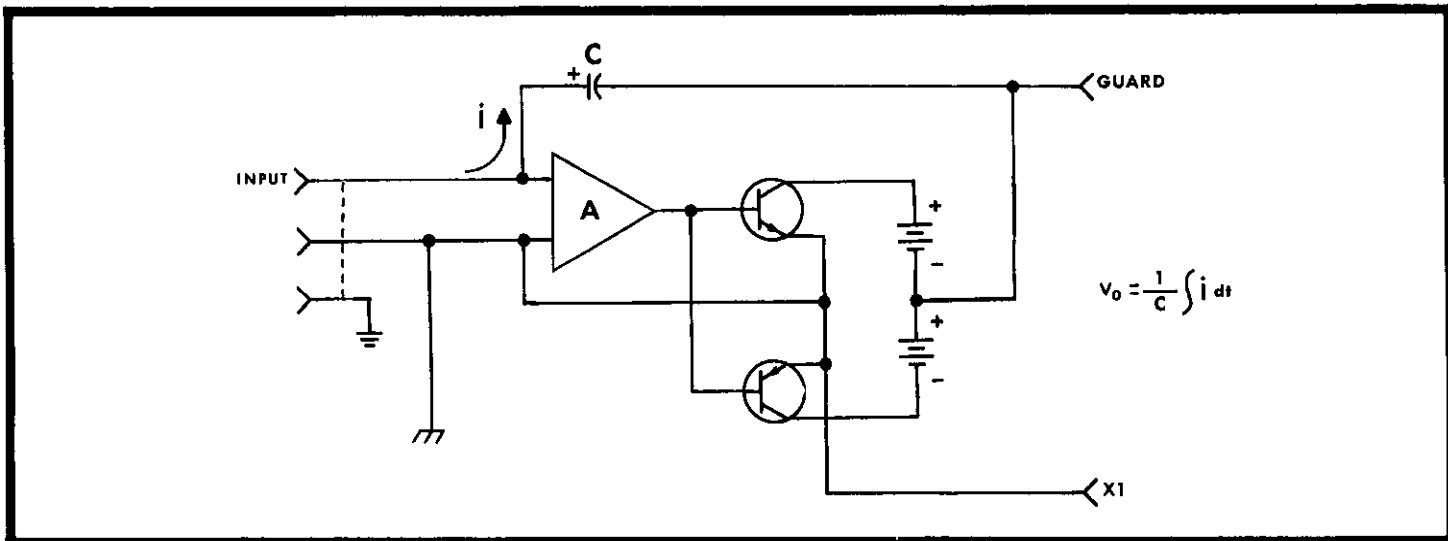 C
+
GUARD
i
INPUT
A
+
-
+
-
V₀ = 1/C ∫ i dt
X1